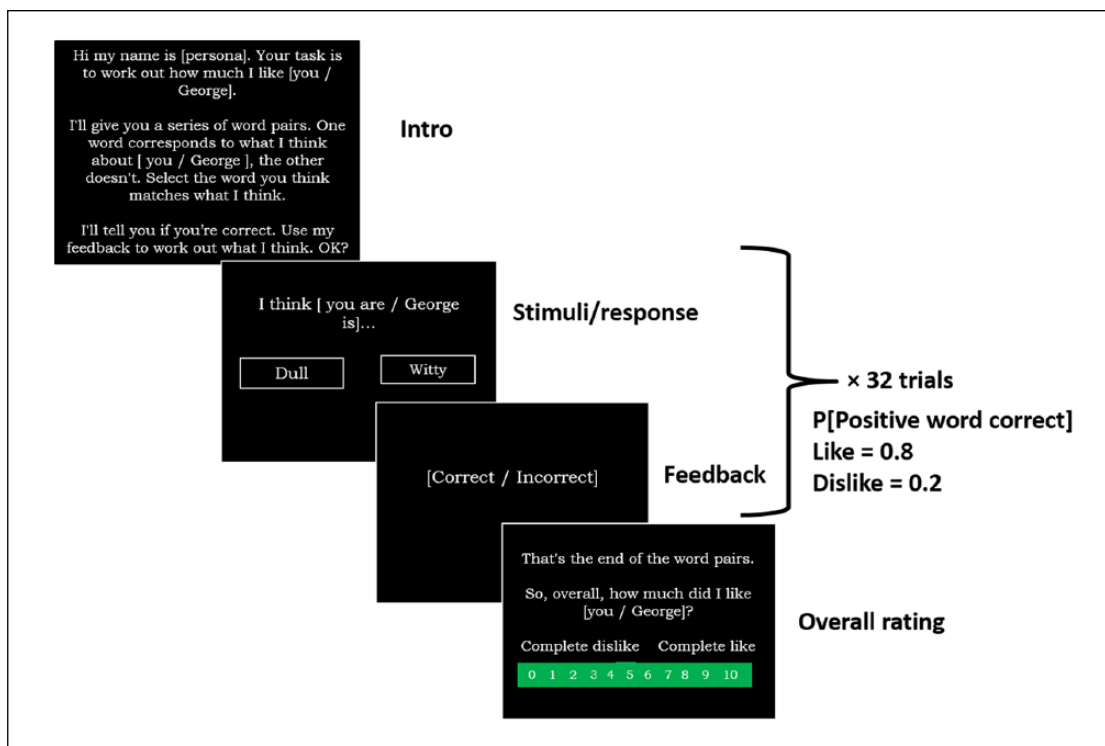 Hi my name is [persona]. Your task is
to work out how much I like [you /
George].
I'll give you a series of word pairs. One
word corresponds to what I think
about [ you / George ], the other
doesn't. Select the word you think
matches what I think.
I'll tell you if you're correct. Use my
feedback to work out what I think. OK?
Intro
I think [ you are / George
is]...
Dull
Witty
Stimuli/response
[Correct / Incorrect]
Feedback
× 32 trials
P[Positive word correct]
Like = 0.8
Dislike = 0.2
That's the end of the word pairs.
So, overall, how much did I like
[you / George]?
Complete dislike Complete like
0 1 2 3 4 5 6 7 8 9 10
Overall rating